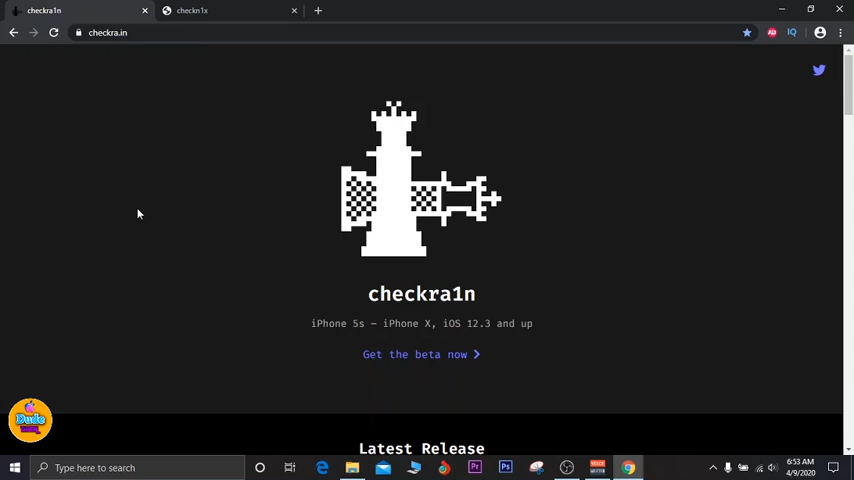 checkra1n
checkn1x
checkra.in
checkra1n
iPhone 5s – iPhone X, iOS 12.3 and up
Get the beta now
Latest Release
Dude
Type here to search
6:53 AM
4/9/2020